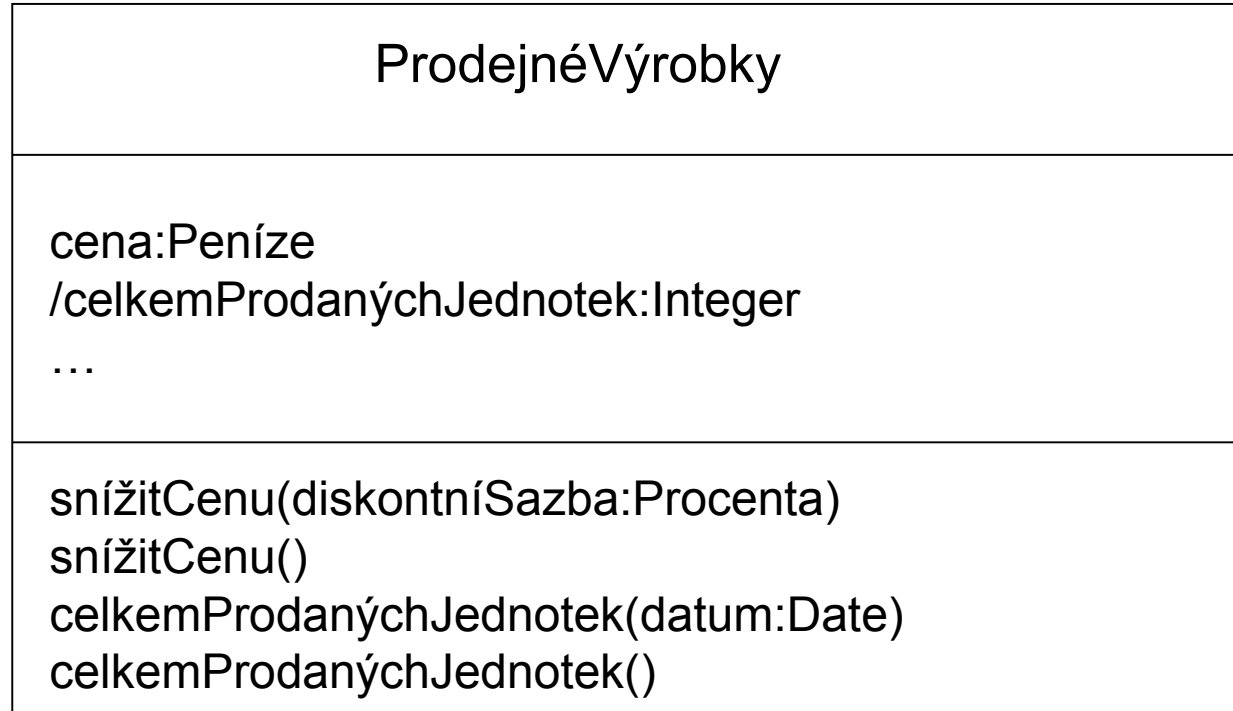 ProdejnéVýrobky
cena:Peníze
/celkemProdanýchJednotek:Integer
…
snížitCenu(diskontníSazba:Procenta)
snížitCenu()
celkemProdanýchJednotek(datum:Date)
celkemProdanýchJednotek()